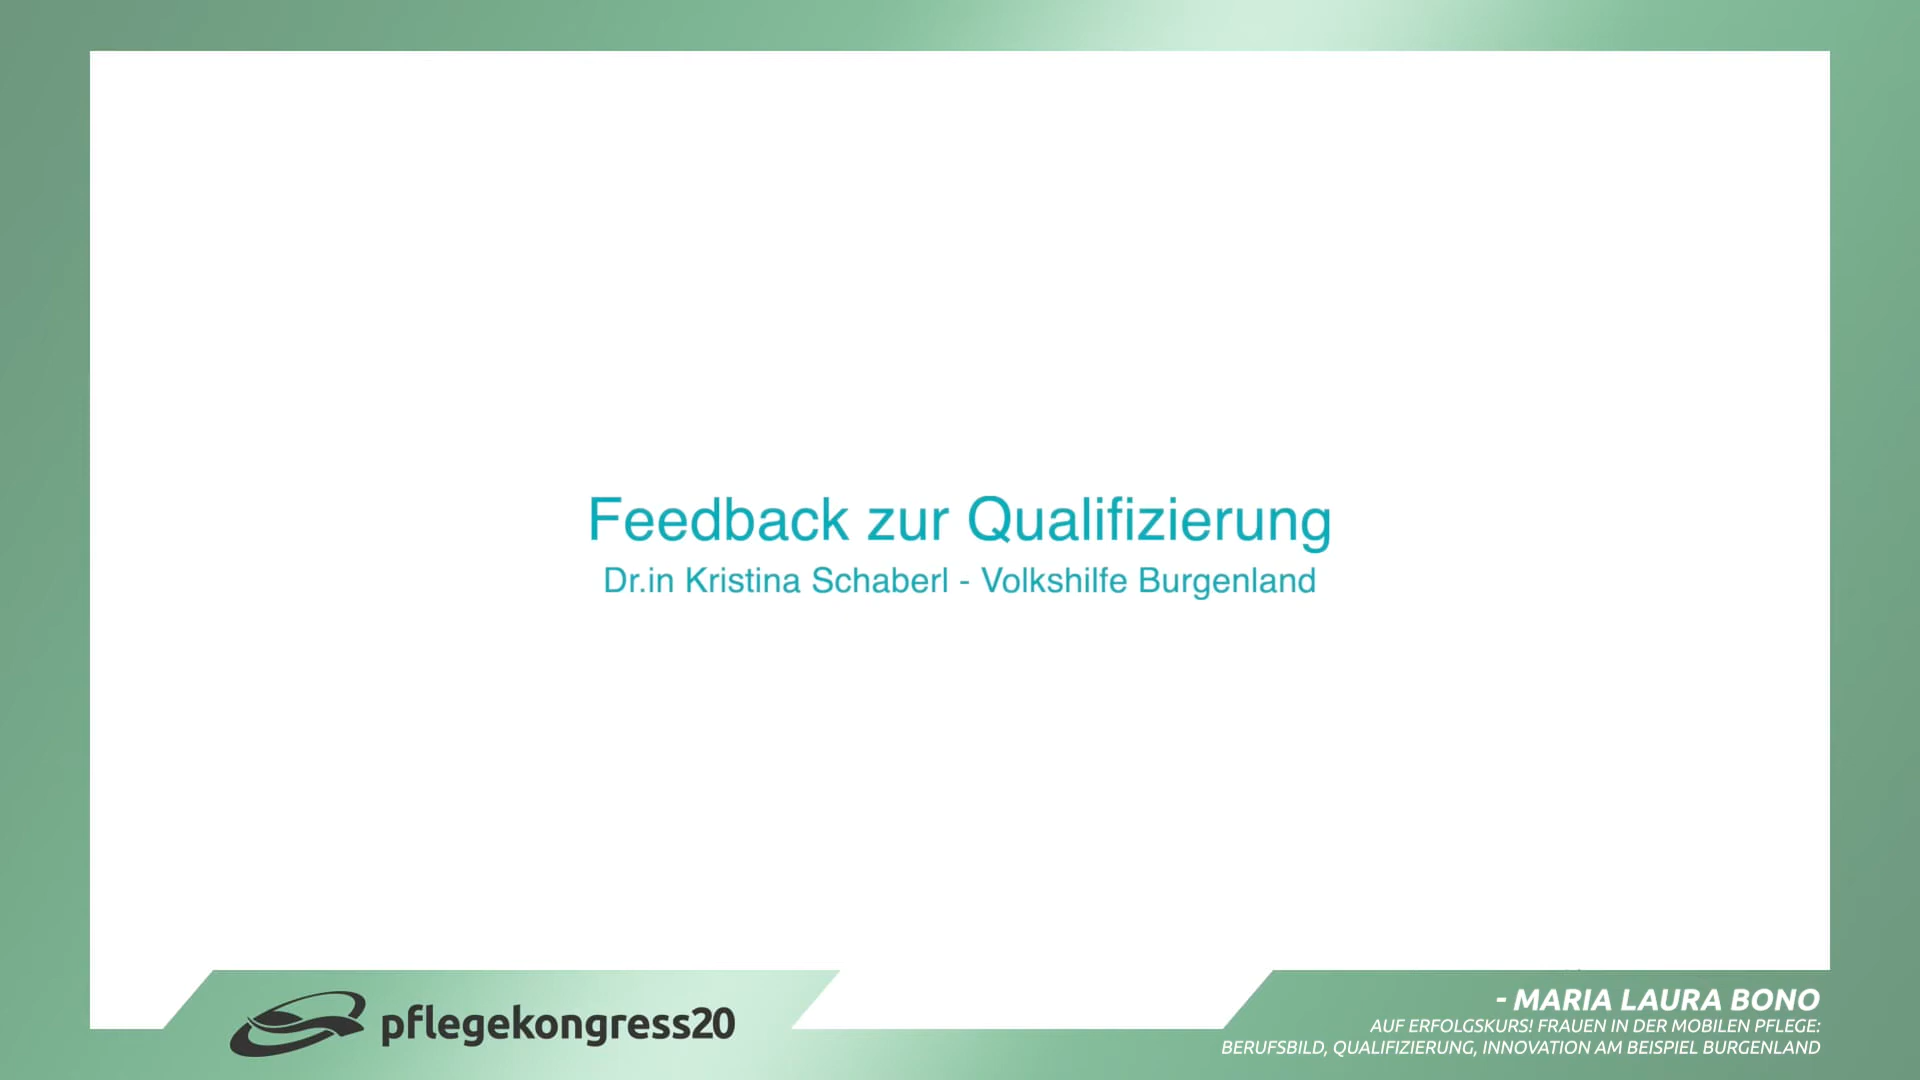 Feedback zur Qualifizierung
Dr.in Kristina Schaberl - Volkshilfe Burgenland
pflegekongress20
- MARIA LAURA BONO
AUF ERFOLGSKURS! FRAUEN IN DER MOBILEN PFLEGE:
BERUFSBILD, QUALIFIZIERUNG, INNOVATION AM BEISPIEL BURGENLAND